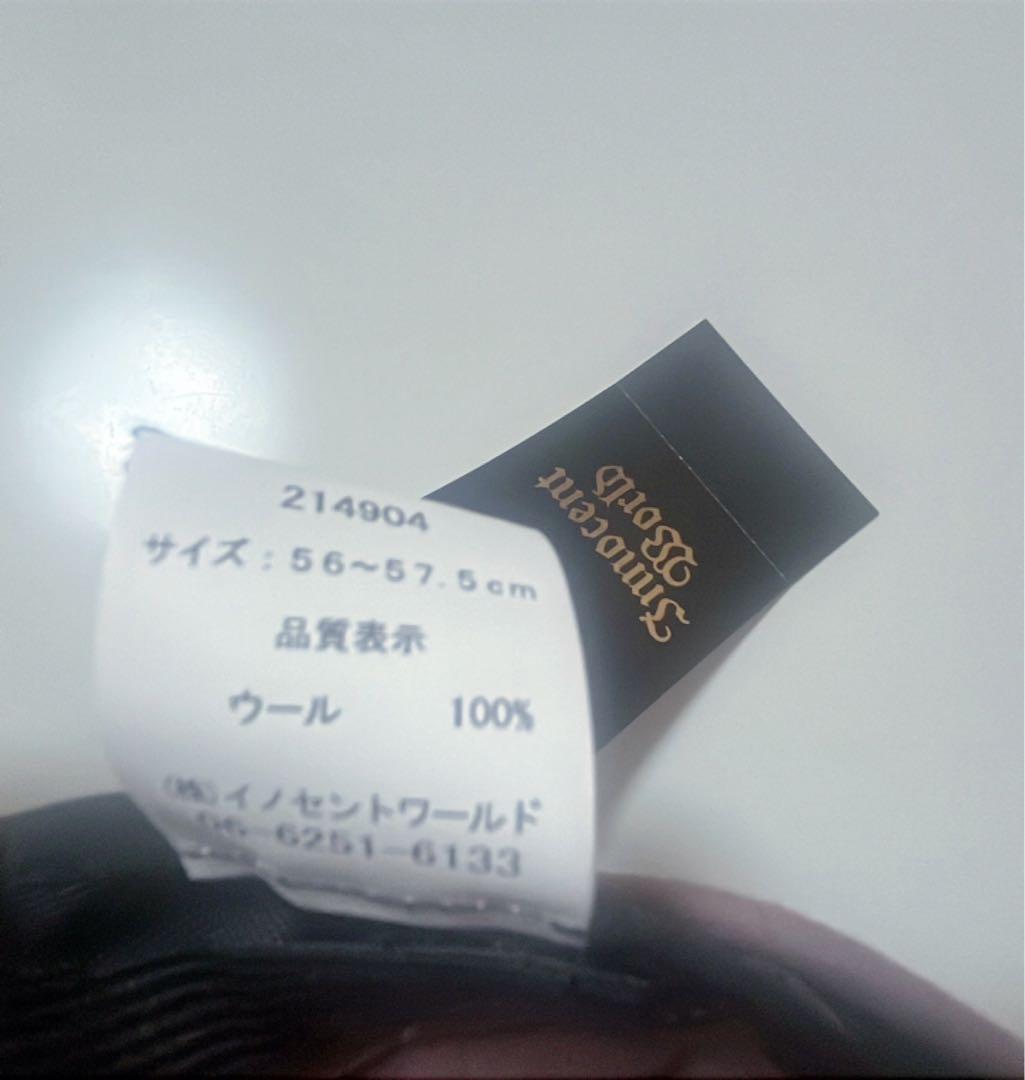 214904
サイズ：56～57.5cm
品質表示
ウール 100%
(株)イノセントワールド
06-6251-6133
Innocent
World